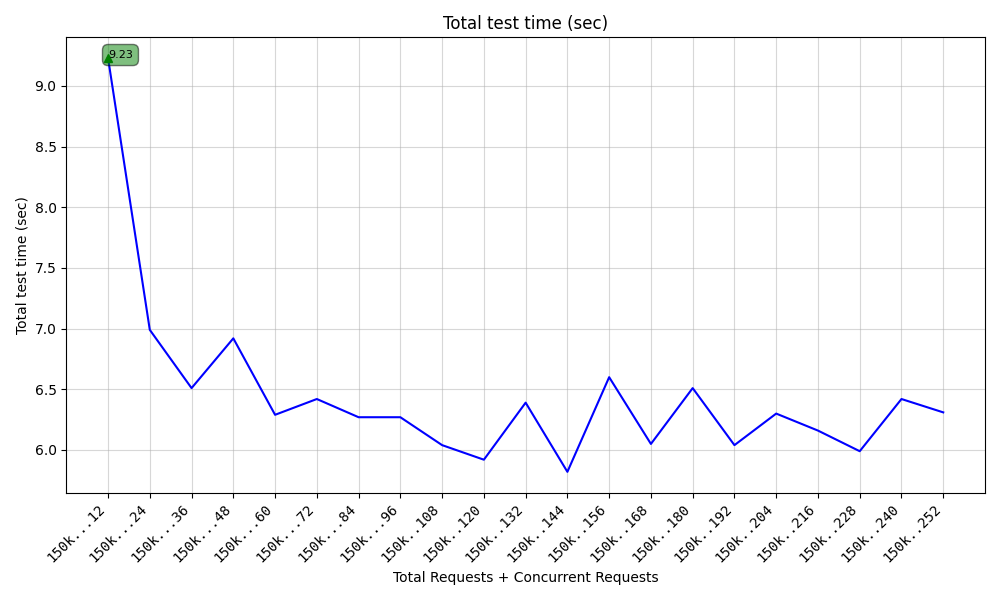 Total test time (sec)
9.23
9.0
8.5
8.0
7.5
7.0
6.5
6.0
Total test time (sec)
150k...12
150k...24
150k...36
150k...48
150k...60
150k...72
150k...84
150k...96
150k..108
150k..120
150k..132
150k..144
150k..156
150k..168
150k..180
150k..192
150k..204
150k..216
150k..228
150k..240
150k..252
Total Requests + Concurrent Requests